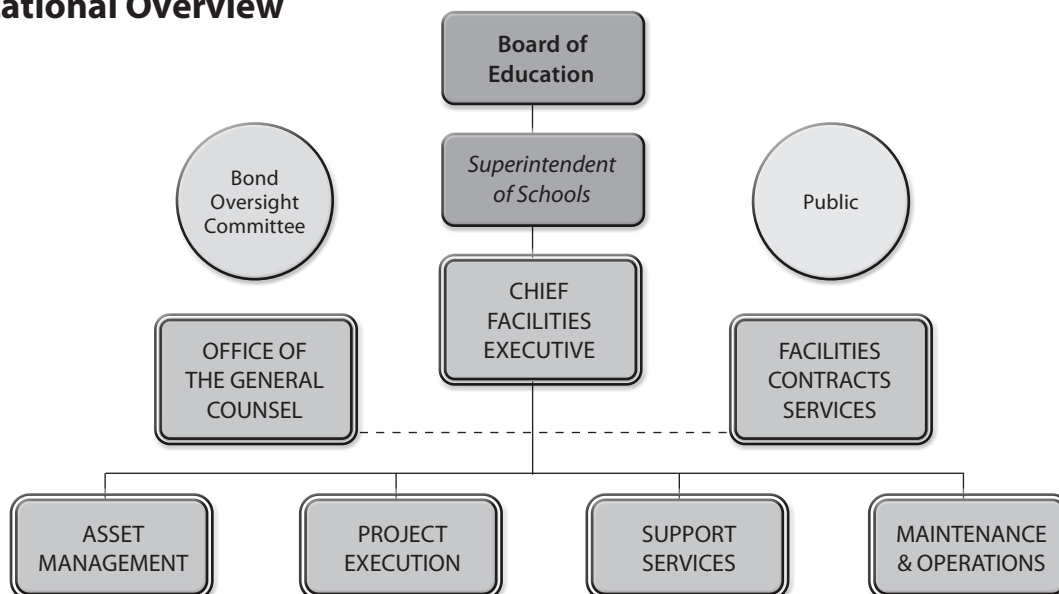 ational Overview
Board of
Education
Superintendent
of Schools
Bond
Oversight
Committee
Public
CHIEF
FACILITIES
EXECUTIVE
OFFICE OF
THE GENERAL
COUNSEL
FACILITIES
CONTRACTS
SERVICES
ASSET
MANAGEMENT
PROJECT
EXECUTION
SUPPORT
SERVICES
MAINTENANCE
& OPERATIONS